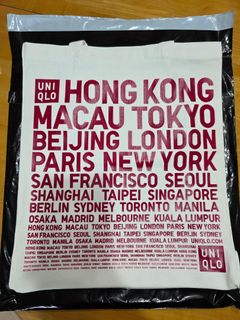 UNI
QLO
HONG KONG
MACAU TOKYO
BEIJING LONDON
PARIS NEW YORK
SAN FRANCISCO SEOUL
SHANGHAI TAIPEI SINGAPORE
BERLIN SYDNEY TORONTO MANILA
OSAKA MADRID MELBOURNE KUALA LUMPUR
HONG KONG MACAU TOKYO BEIJING LONDON PARIS NEW YORK
SAN FRANCISCO SEOUL SHANGHAI TAIPEI SINGAPORE BERLIN SYDNEY
TORONTO MANILA OSAKA MADRID MELBOURNE KUALA LUMPUR UNIQLO.COM
UNI
QLO